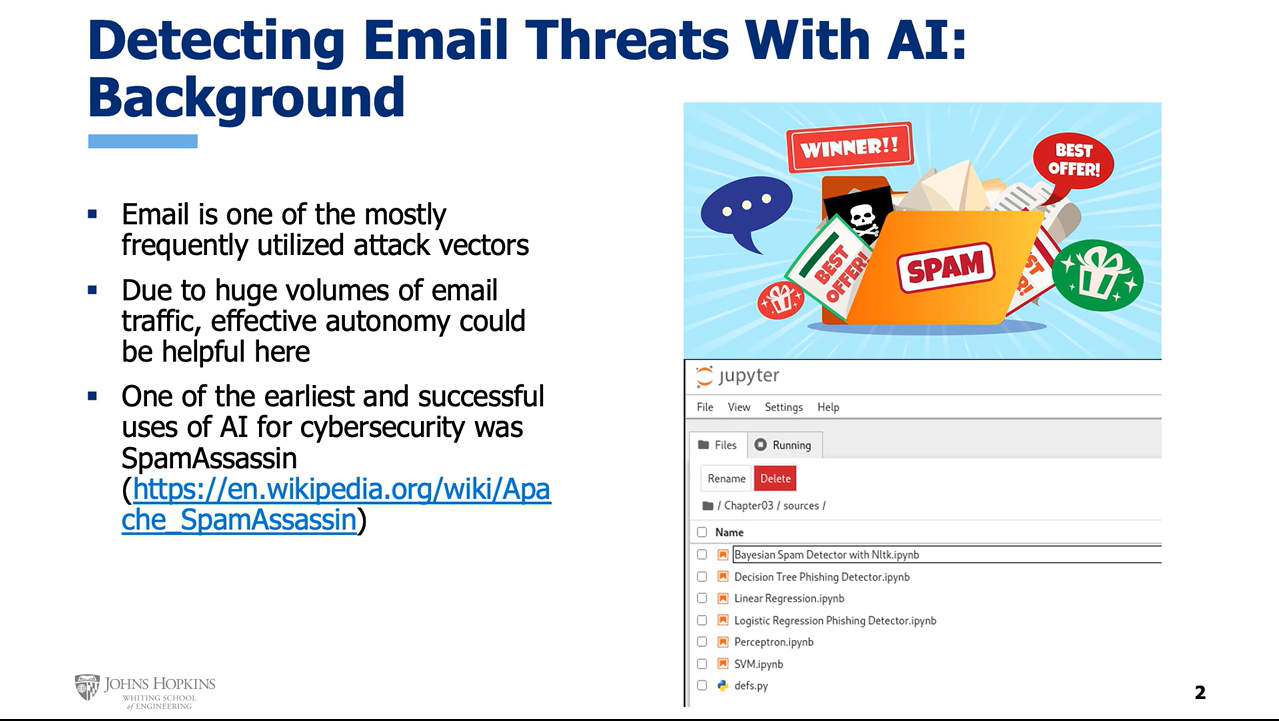 Detecting Email Threats With AI:
Background
▪ Email is one of the mostly
frequently utilized attack vectors
▪ Due to huge volumes of email
traffic, effective autonomy could
be helpful here
▪ One of the earliest and successful
uses of AI for cybersecurity was
SpamAssassin
(https://en.wikipedia.org/wiki/Apa
che_SpamAssassin)
WINNER!!
BEST
OFFER!
BEST
OFFER!
SPAM
jupyter
File View Settings Help
Files Running
Rename Delete
/ Chapter03 / sources /
Name
Bayesian Spam Detector with Nltk.ipynb
Decision Tree Phishing Detector.ipynb
Linear Regression.ipynb
Logistic Regression Phishing Detector.ipynb
Perceptron.ipynb
SVM.ipynb
defs.py
JOHNS HOPKINS
WHITING SCHOOL
of ENGINEERING
2